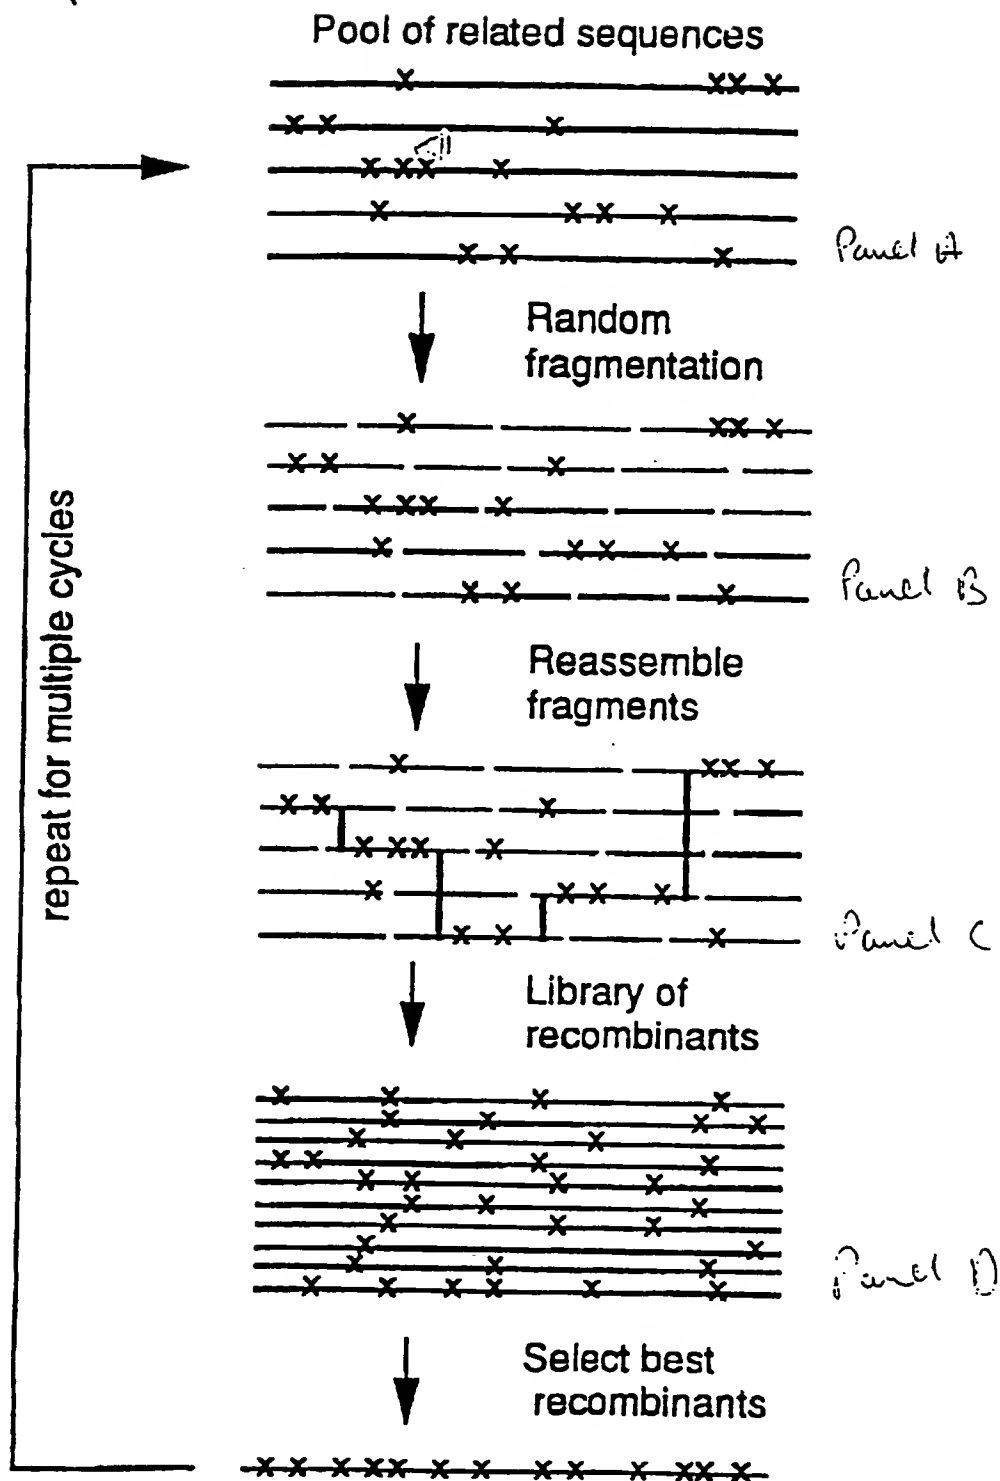 Pool of related sequences
Panel A
Random
fragmentation
Panel B
Reassemble
fragments
repeat for multiple cycles
Panel C
Library of
recombinants
Panel D
Select best
recombinants